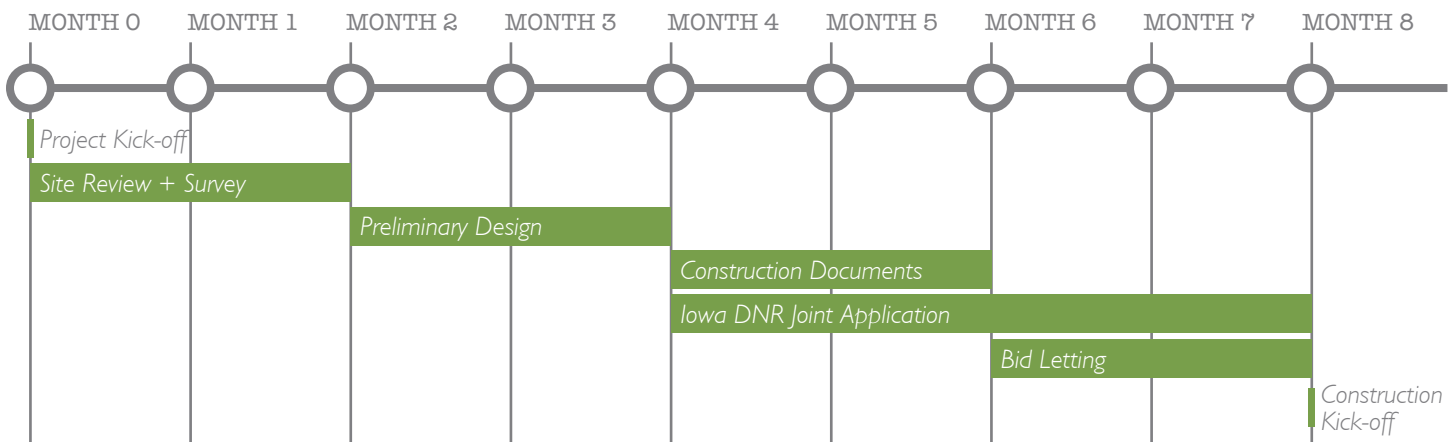 MONTH 0 MONTH 1 MONTH 2 MONTH 3 MONTH 4 MONTH 5 MONTH 6 MONTH 7 MONTH 8
Project Kick-off
Site Review + Survey
Preliminary Design
Construction Documents
Iowa DNR Joint Application
Bid Letting
Construction
Kick-off